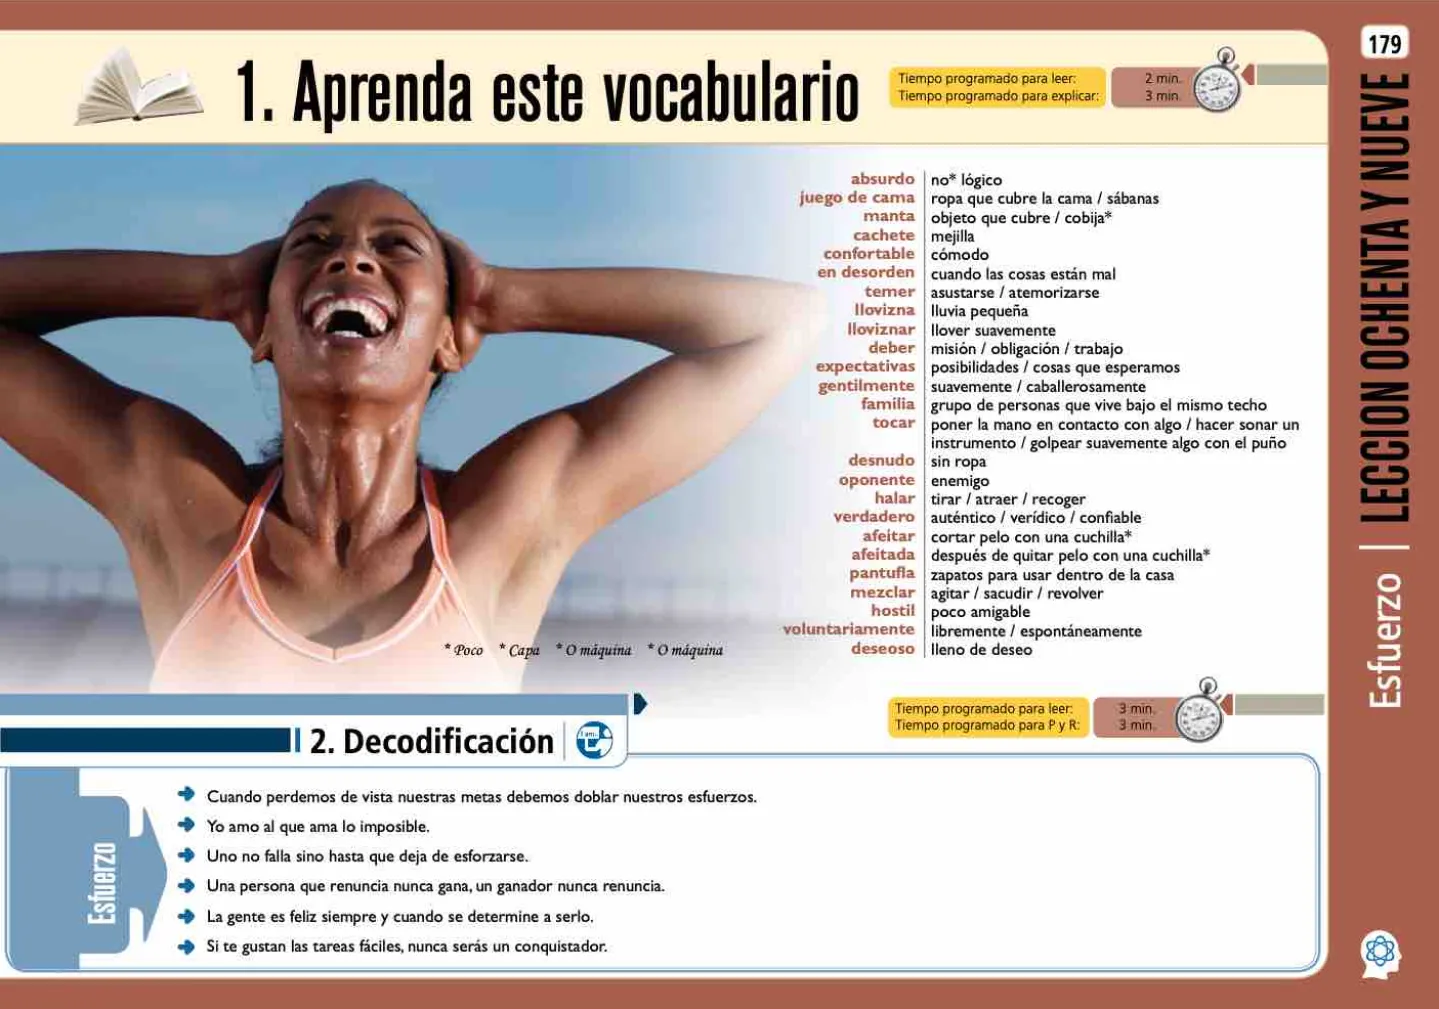 179
1. Aprenda este vocabulario
Tiempo programado para leer: 2 min.
Tiempo programado para explicar: 3 min.
absurdo no* lógico
juego de cama ropa que cubre la cama / sábanas
manta objeto que cubre / cobija*
cachete mejilla
confortable cómodo
en desorden cuando las cosas están mal
temer asustarse / atemorizarse
llovizna lluvia pequeña
lloviznar llover suavemente
deber misión / obligación / trabajo
expectativas posibilidades / cosas que esperamos
gentilmente suavemente / caballerosamente
familia grupo de personas que vive bajo el mismo techo
tocar poner la mano en contacto con algo / hacer sonar un
instrumento / golpear suavemente algo con el puño
desnudo sin ropa
oponente enemigo
halar tirar / atraer / recoger
verdadero auténtico / verídico / confiable
afeitar cortar pelo con una cuchilla*
afeitada después de quitar pelo con una cuchilla*
pantufla zapatos para usar dentro de la casa
mezclar agitar / sacudir / revolver
hostil poco amigable
voluntariamente libremente / espontáneamente
deseoso lleno de deseo
* Poco * Capa * O máquina * O máquina
Tiempo programado para leer: 3 min.
Tiempo programado para P y R: 3 min.
2. Decodificación
I am.
Esfuerzo
Cuando perdemos de vista nuestras metas debemos doblar nuestros esfuerzos.
Yo amo al que ama lo imposible.
Uno no falla sino hasta que deja de esforzarse.
Una persona que renuncia nunca gana, un ganador nunca renuncia.
La gente es feliz siempre y cuando se determine a serlo.
Si te gustan las tareas fáciles, nunca serás un conquistador.
Esfuerzo | LECCION OCHENTA Y NUEVE